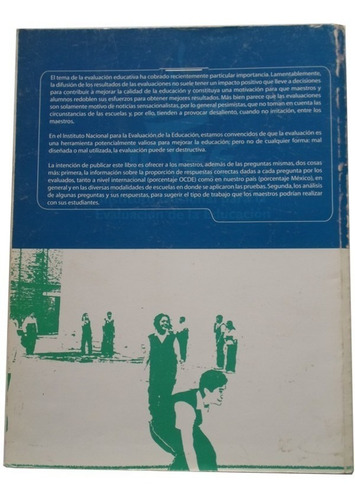 El tema de la evaluación educativa ha cobrado recientemente particular importancia. Lamentablemente,
la difusión de los resultados de las evaluaciones no suele tener un impacto positivo que lleve a decisiones
para contribuir a mejorar la calidad de la educación y constituya una motivación para que maestros y
alumnos redoblen sus esfuerzos para obtener mejores resultados. Más bien parece que las evaluaciones
son solamente motivo de noticias sensacionalistas, por lo general pesimistas, que no toman en cuenta las
circunstancias de las escuelas y, por ello, tienden a provocar desaliento, cuando no irritación, entre los
maestros.
En el Instituto Nacional para la Evaluación de la Educación, estamos convencidos de que la evaluación es
una herramienta potencialmente valiosa para mejorar la educación; pero no de cualquier forma: mal
diseñada o mal utilizada, la evaluación puede ser destructiva.
La intención de publicar este libro es ofrecer a los maestros, además de las preguntas mismas, dos cosas
más: primera, la información sobre la proporción de respuestas correctas dadas a cada pregunta por los
evaluados, tanto a nivel internacional (porcentaje OCDE) como en nuestro país (porcentaje México), en
general y en las diversas modalidades de escuelas en donde se aplicaron las pruebas. Segunda, los análisis
de algunas preguntas y sus respuestas, para sugerir el tipo de trabajo que los maestros podrían realizar
con sus estudiantes.